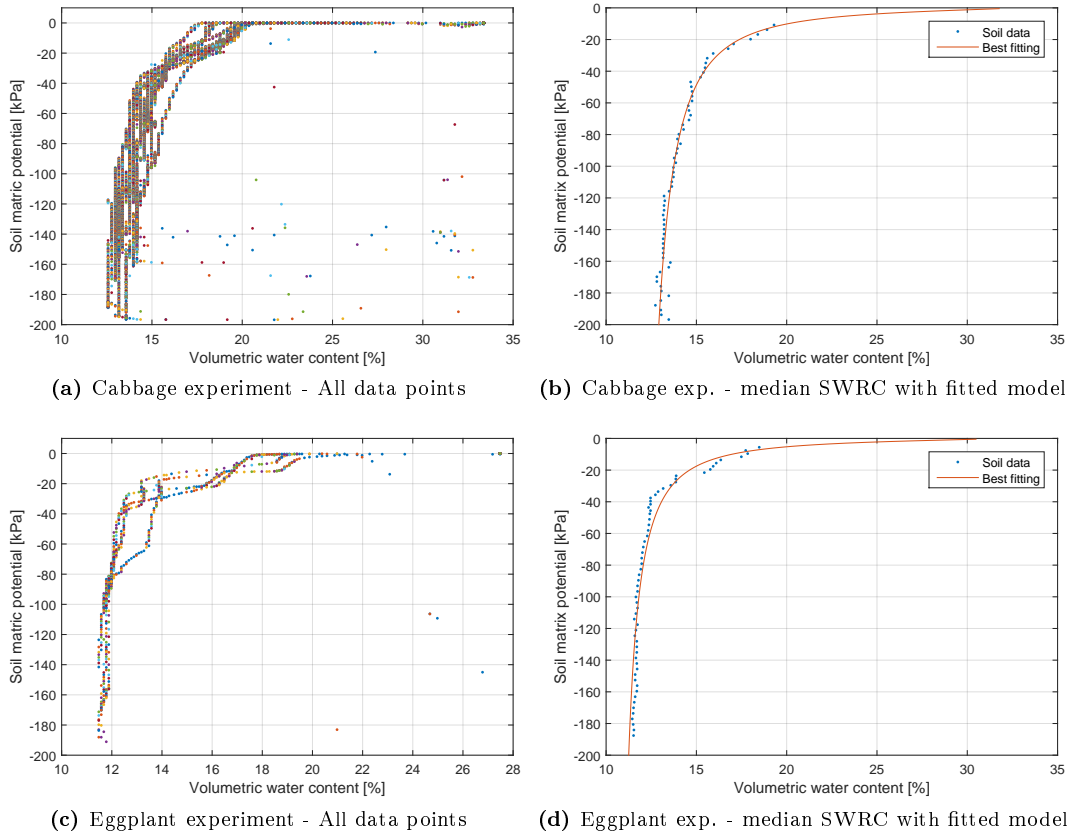 0
-20
-40
-60
-80
-100
-120
-140
-160
-180
-200
10 15 20 25 30 35
Soil matric potential [kPa]
Volumetric water content [%]
(a) Cabbage experiment - All data points
0
-20
-40
-60
-80
-100
-120
-140
-160
-180
-200
10 15 20 25 30 35
Soil matrix potential [kPa]
Volumetric water content [%]
Soil data
Best fitting
(b) Cabbage exp. - median SWRC with fitted model
0
-20
-40
-60
-80
-100
-120
-140
-160
-180
-200
10 12 14 16 18 20 22 24 26 28
Soil matric potential [kPa]
Volumetric water content [%]
(c) Eggplant experiment - All data points
0
-20
-40
-60
-80
-100
-120
-140
-160
-180
-200
10 15 20 25 30 35
Soil matrix potential [kPa]
Volumetric water content [%]
Soil data
Best fitting
(d) Eggplant exp. - median SWRC with fitted model